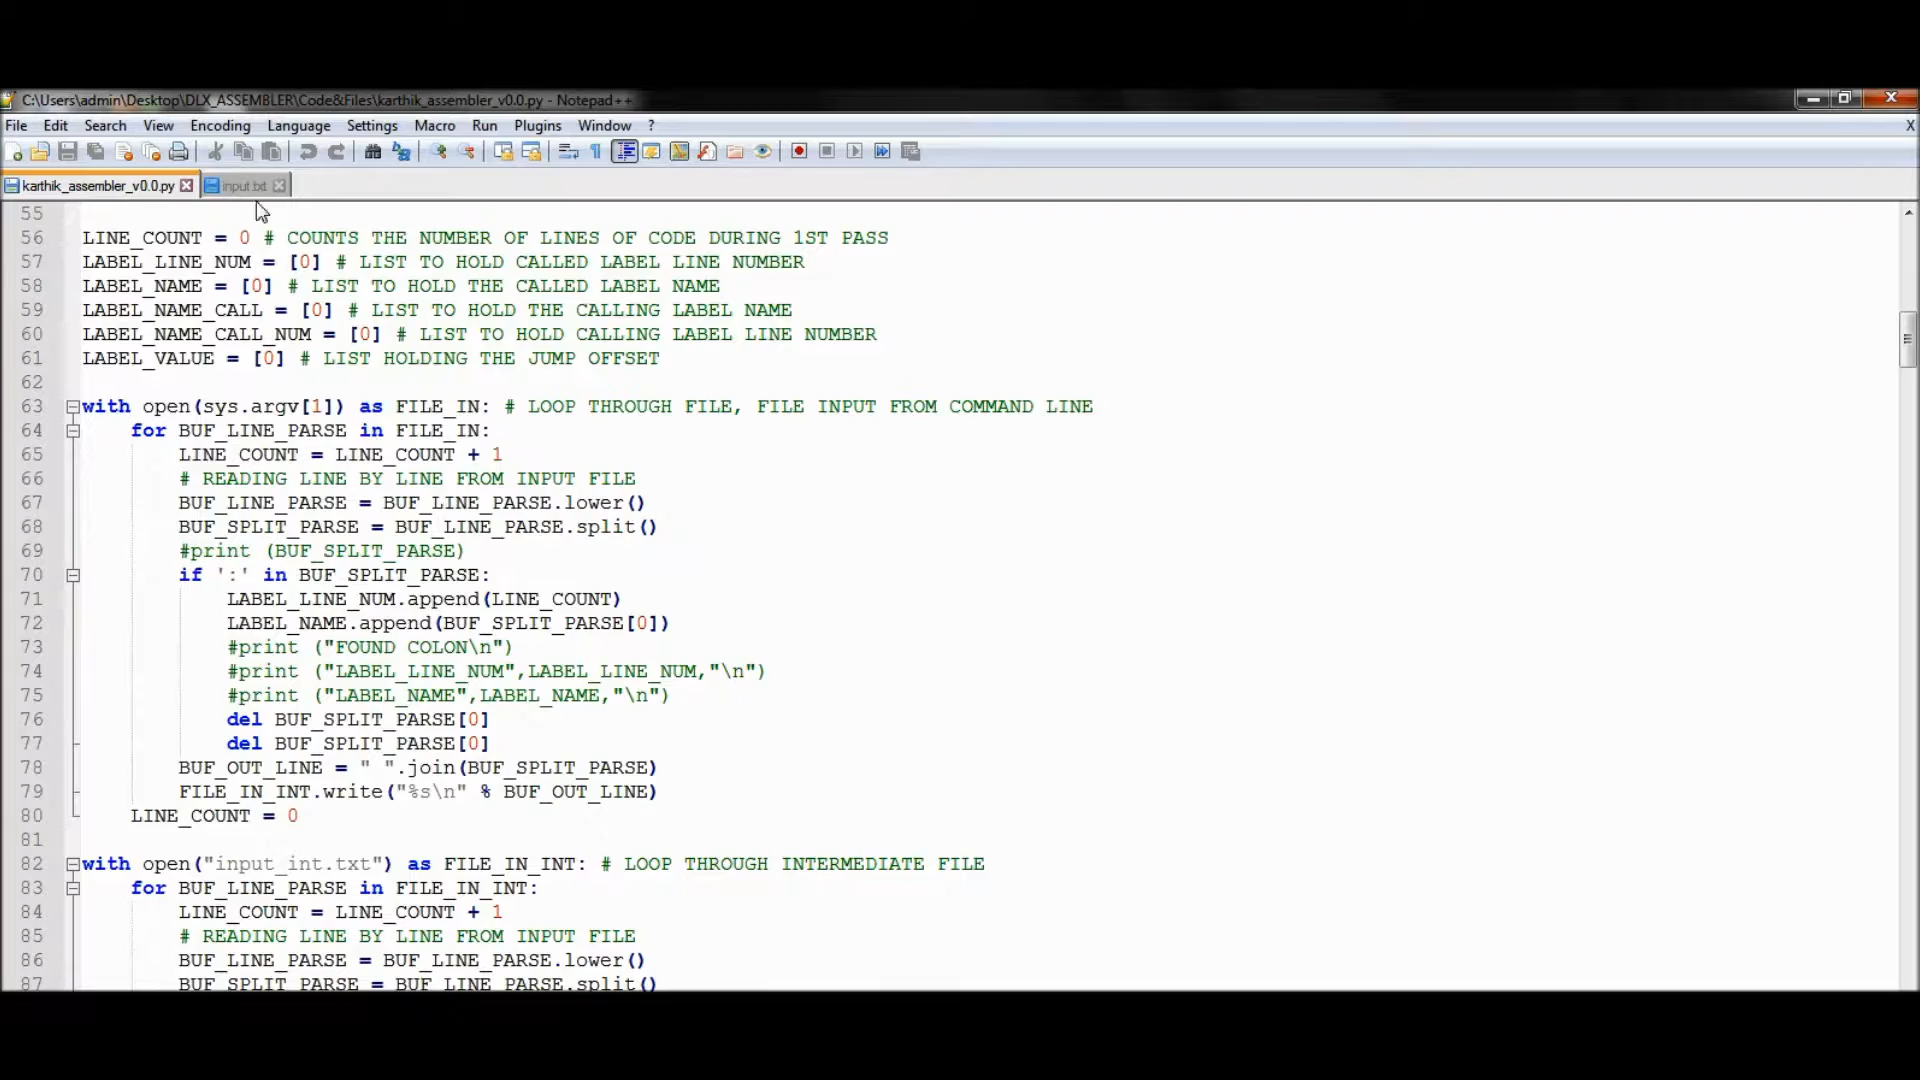 C:\Users\admin\Desktop\DLX_ASSEMBLER\Code&Files\karthik_assembler_v0.0.py - Notepad++
File Edit Search View Encoding Language Settings Macro Run Plugins Window ? X
karthik_assembler_v0.0.py input.txt
55
56 LINE_COUNT = 0 # COUNTS THE NUMBER OF LINES OF CODE DURING 1ST PASS
57 LABEL_LINE_NUM = [0] # LIST TO HOLD CALLED LABEL LINE NUMBER
58 LABEL_NAME = [0] # LIST TO HOLD THE CALLED LABEL NAME
59 LABEL_NAME_CALL = [0] # LIST TO HOLD THE CALLING LABEL NAME
60 LABEL_NAME_CALL_NUM = [0] # LIST TO HOLD CALLING LABEL LINE NUMBER
61 LABEL_VALUE = [0] # LIST HOLDING THE JUMP OFFSET
62
63 with open(sys.argv[1]) as FILE_IN: # LOOP THROUGH FILE, FILE INPUT FROM COMMAND LINE
64 for BUF_LINE_PARSE in FILE_IN:
65 LINE_COUNT = LINE_COUNT + 1
66 # READING LINE BY LINE FROM INPUT FILE
67 BUF_LINE_PARSE = BUF_LINE_PARSE.lower()
68 BUF_SPLIT_PARSE = BUF_LINE_PARSE.split()
69 #print (BUF_SPLIT_PARSE)
70 if ':' in BUF_SPLIT_PARSE:
71 LABEL_LINE_NUM.append(LINE_COUNT)
72 LABEL_NAME.append(BUF_SPLIT_PARSE[0])
73 #print ("FOUND COLON\n")
74 #print ("LABEL_LINE_NUM",LABEL_LINE_NUM,"\n")
75 #print ("LABEL_NAME",LABEL_NAME,"\n")
76 del BUF_SPLIT_PARSE[0]
77 del BUF_SPLIT_PARSE[0]
78 BUF_OUT_LINE = " ".join(BUF_SPLIT_PARSE)
79 FILE_IN_INT.write("%s\n" % BUF_OUT_LINE)
80 LINE_COUNT = 0
81
82 with open("input_int.txt") as FILE_IN_INT: # LOOP THROUGH INTERMEDIATE FILE
83 for BUF_LINE_PARSE in FILE_IN_INT:
84 LINE_COUNT = LINE_COUNT + 1
85 # READING LINE BY LINE FROM INPUT FILE
86 BUF_LINE_PARSE = BUF_LINE_PARSE.lower()
87 BUF_SPLIT_PARSE = BUF_LINE_PARSE.split()